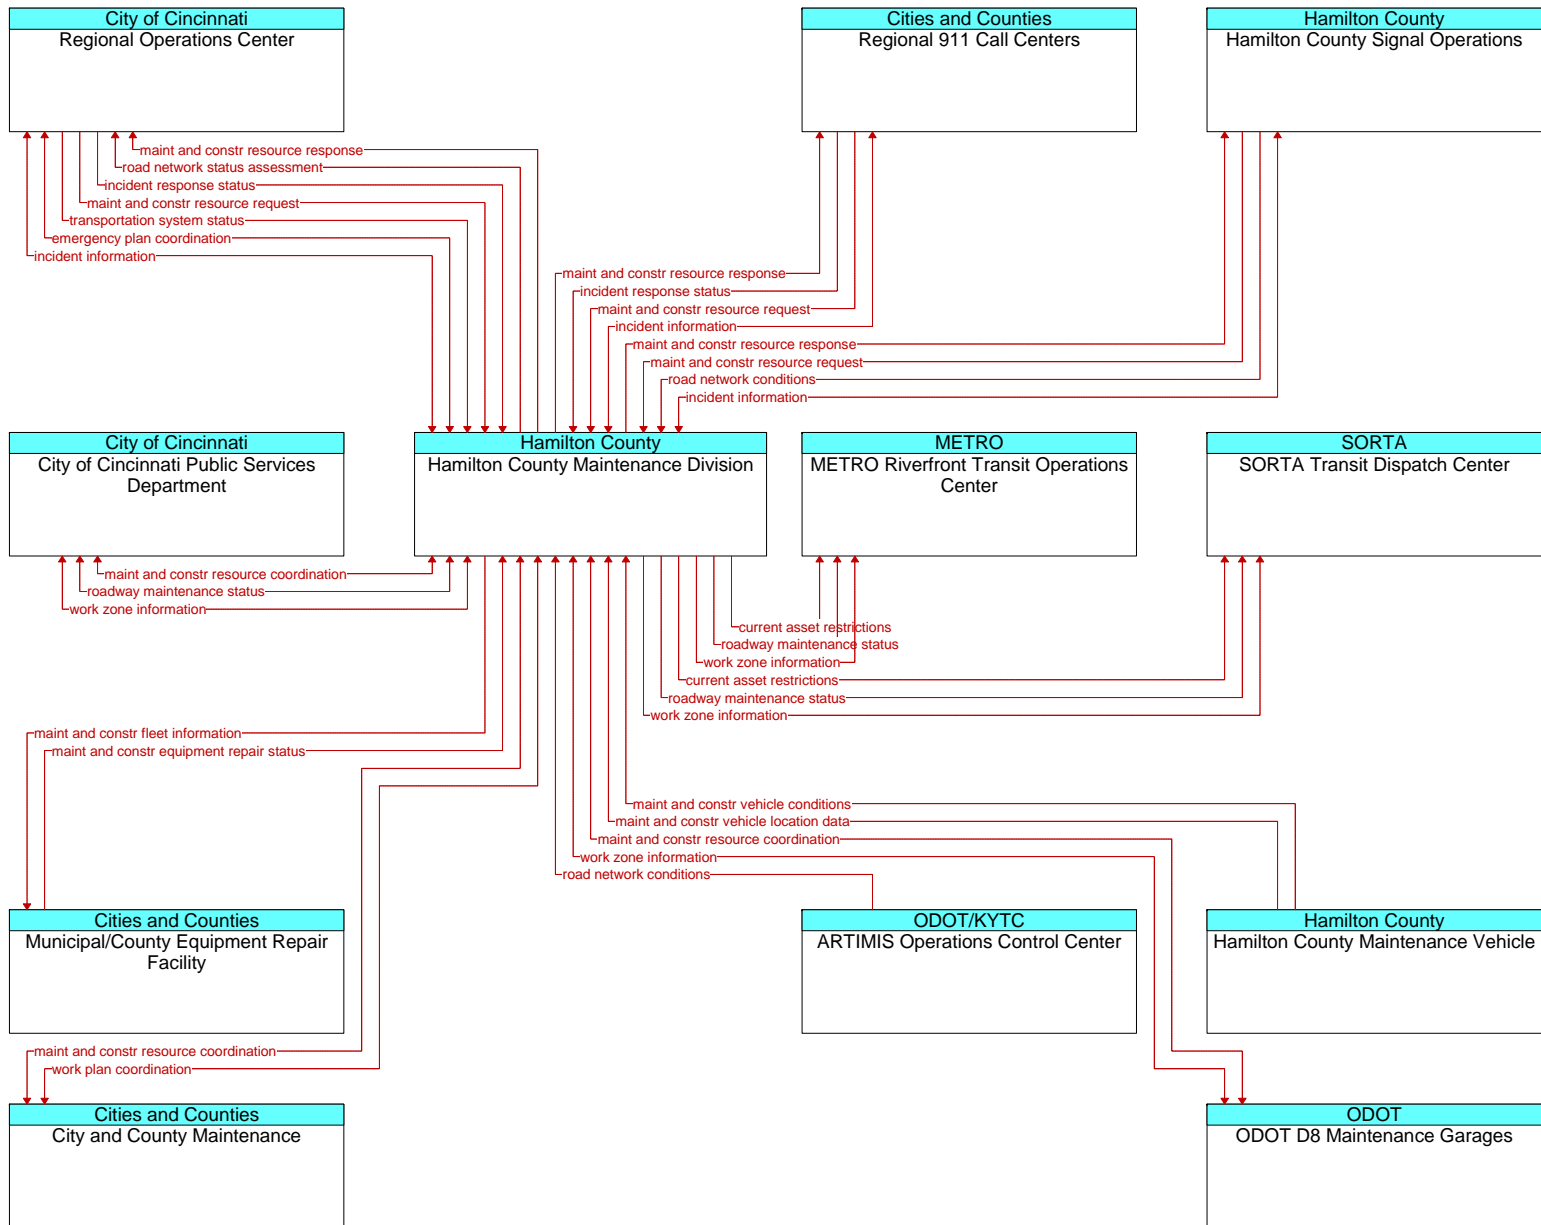 City of Cincinnati
Regional Operations Center
Cities and Counties
Regional 911 Call Centers
Hamilton County
Hamilton County Signal Operations
maint and constr resource response
road network status assessment
incident response status
maint and constr resource request
transportation system status
emergency plan coordination
incident information
maint and constr resource response
incident response status
maint and constr resource request
incident information
maint and constr resource response
maint and constr resource request
road network conditions
incident information
City of Cincinnati
City of Cincinnati Public Services
Department
Hamilton County
Hamilton County Maintenance Division
METRO
METRO Riverfront Transit Operations
Center
SORTA
SORTA Transit Dispatch Center
maint and constr resource coordination
roadway maintenance status
work zone information
current asset restrictions
roadway maintenance status
work zone information
current asset restrictions
roadway maintenance status
work zone information
maint and constr fleet information
maint and constr equipment repair status
maint and constr vehicle conditions
maint and constr vehicle location data
maint and constr resource coordination
work zone information
road network conditions
Cities and Counties
Municipal/County Equipment Repair
Facility
ODOT/KYTC
ARTIMIS Operations Control Center
Hamilton County
Hamilton County Maintenance Vehicle
maint and constr resource coordination
work plan coordination
Cities and Counties
City and County Maintenance
ODOT
ODOT D8 Maintenance Garages